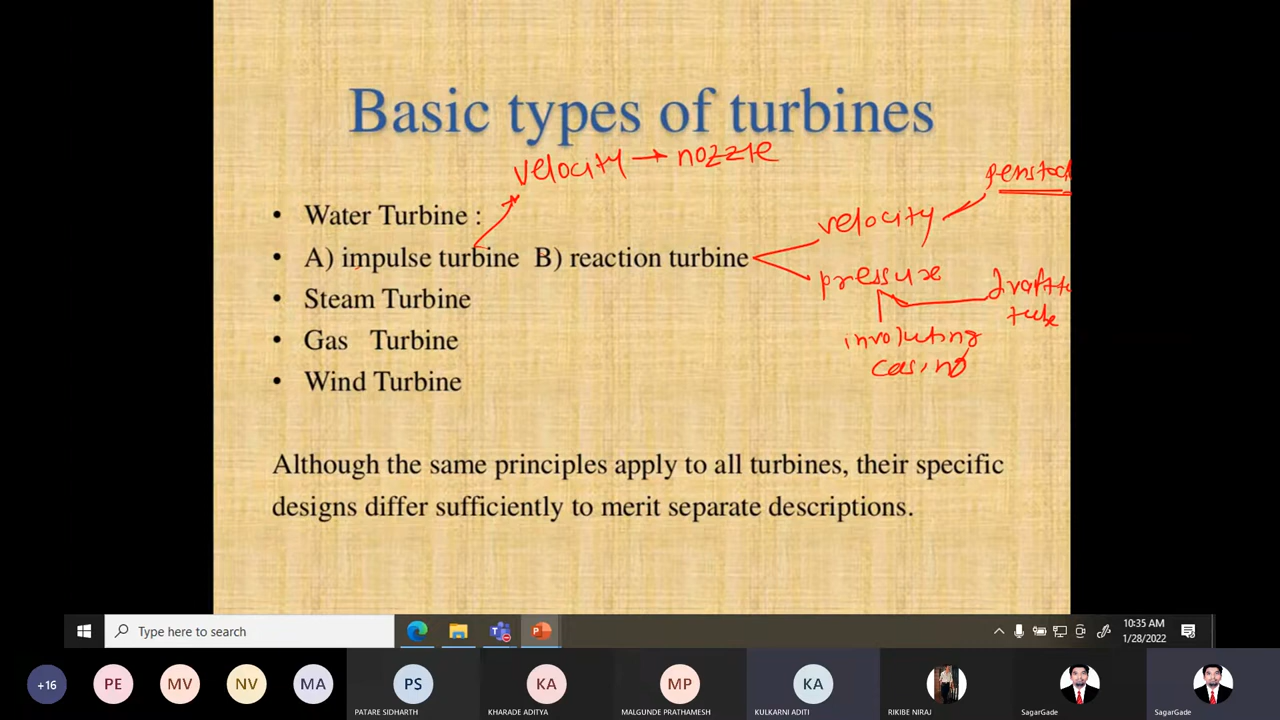 Basic types of turbines
velocity → nozzle
penstock
• Water Turbine :
velocity
• A) impulse turbine B) reaction turbine
pressure
• Steam Turbine
tube
• Gas Turbine
involuting
casing
• Wind Turbine
Although the same principles apply to all turbines, their specific
designs differ sufficiently to merit separate descriptions.
Type here to search
10:35 AM
1/28/2022
+16
PE
MV
NV
MA
PS
KA
MP
KA
PATARE SIDHARTH
KHARADE ADITYA
MALGUNDE PRATHAMESH
KULKARNI ADITI
RIKIBE NIRAJ
SagarGade
SagarGade